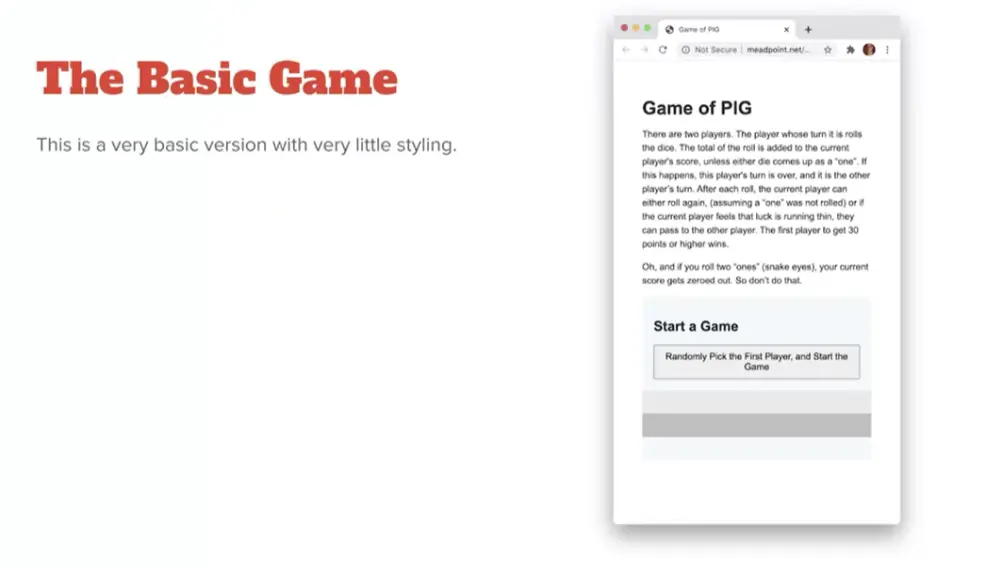 The Basic Game
This is a very basic version with very little styling.
Game of PIG
Not Secure | meadpoint.net/...
Game of PIG
There are two players. The player whose turn it is rolls
the dice. The total of the roll is added to the current
player's score, unless either die comes up as a "one". If
this happens, this player's turn is over, and it is the other
player's turn. After each roll, the current player can
either roll again, (assuming a "one" was not rolled) or if
the current player feels that luck is running thin, they
can pass to the other player. The first player to get 30
points or higher wins.
Oh, and if you roll two "ones" (snake eyes), your current
score gets zeroed out. So don't do that.
Start a Game
Randomly Pick the First Player, and Start the
Game